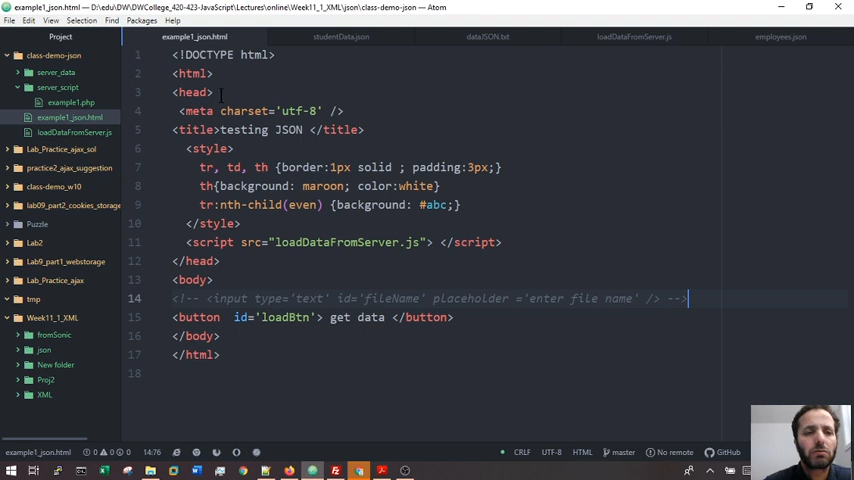 example1_json.html — D:\edu\DW\DWCollege_420-423-JavaScript\Lectures\online\Week11_1_XML\json\class-demo-json — Atom
File Edit View Selection Find Packages Help
Project
class-demo-json
server_data
server_script
example1.php
example1_json.html
loadDataFromServer.js
Lab_Practice_ajax_sol
practice2_ajax_suggestion
class-demo_w10
lab09_part2_cookies_storage
Puzzle
Lab2
Lab9_part1_webstorage
Lab_Practice_ajax
tmp
Week11_1_XML
fromSonic
json
New folder
Proj2
XML
example1_json.html studentData.json dataJSON.txt loadDataFromServer.js employees.json
1 <!DOCTYPE html>
2 <html>
3 <head>
4 <meta charset='utf-8' />
5 <title>testing JSON </title>
6 <style>
7 tr, td, th {border:1px solid ; padding:3px;}
8 th{background: maroon; color:white}
9 tr:nth-child(even) {background: #abc;}
10 </style>
11 <script src="loadDataFromServer.js"> </script>
12 </head>
13 <body>
14 <!-- <input type='text' id='fileName' placeholder ='enter file name' /> -->
15 <button id='loadBtn'> get data </button>
16 </body>
17 </html>
18
example1_json.html 0 0 0 14:76 CRLF UTF-8 HTML master No remote GitHub